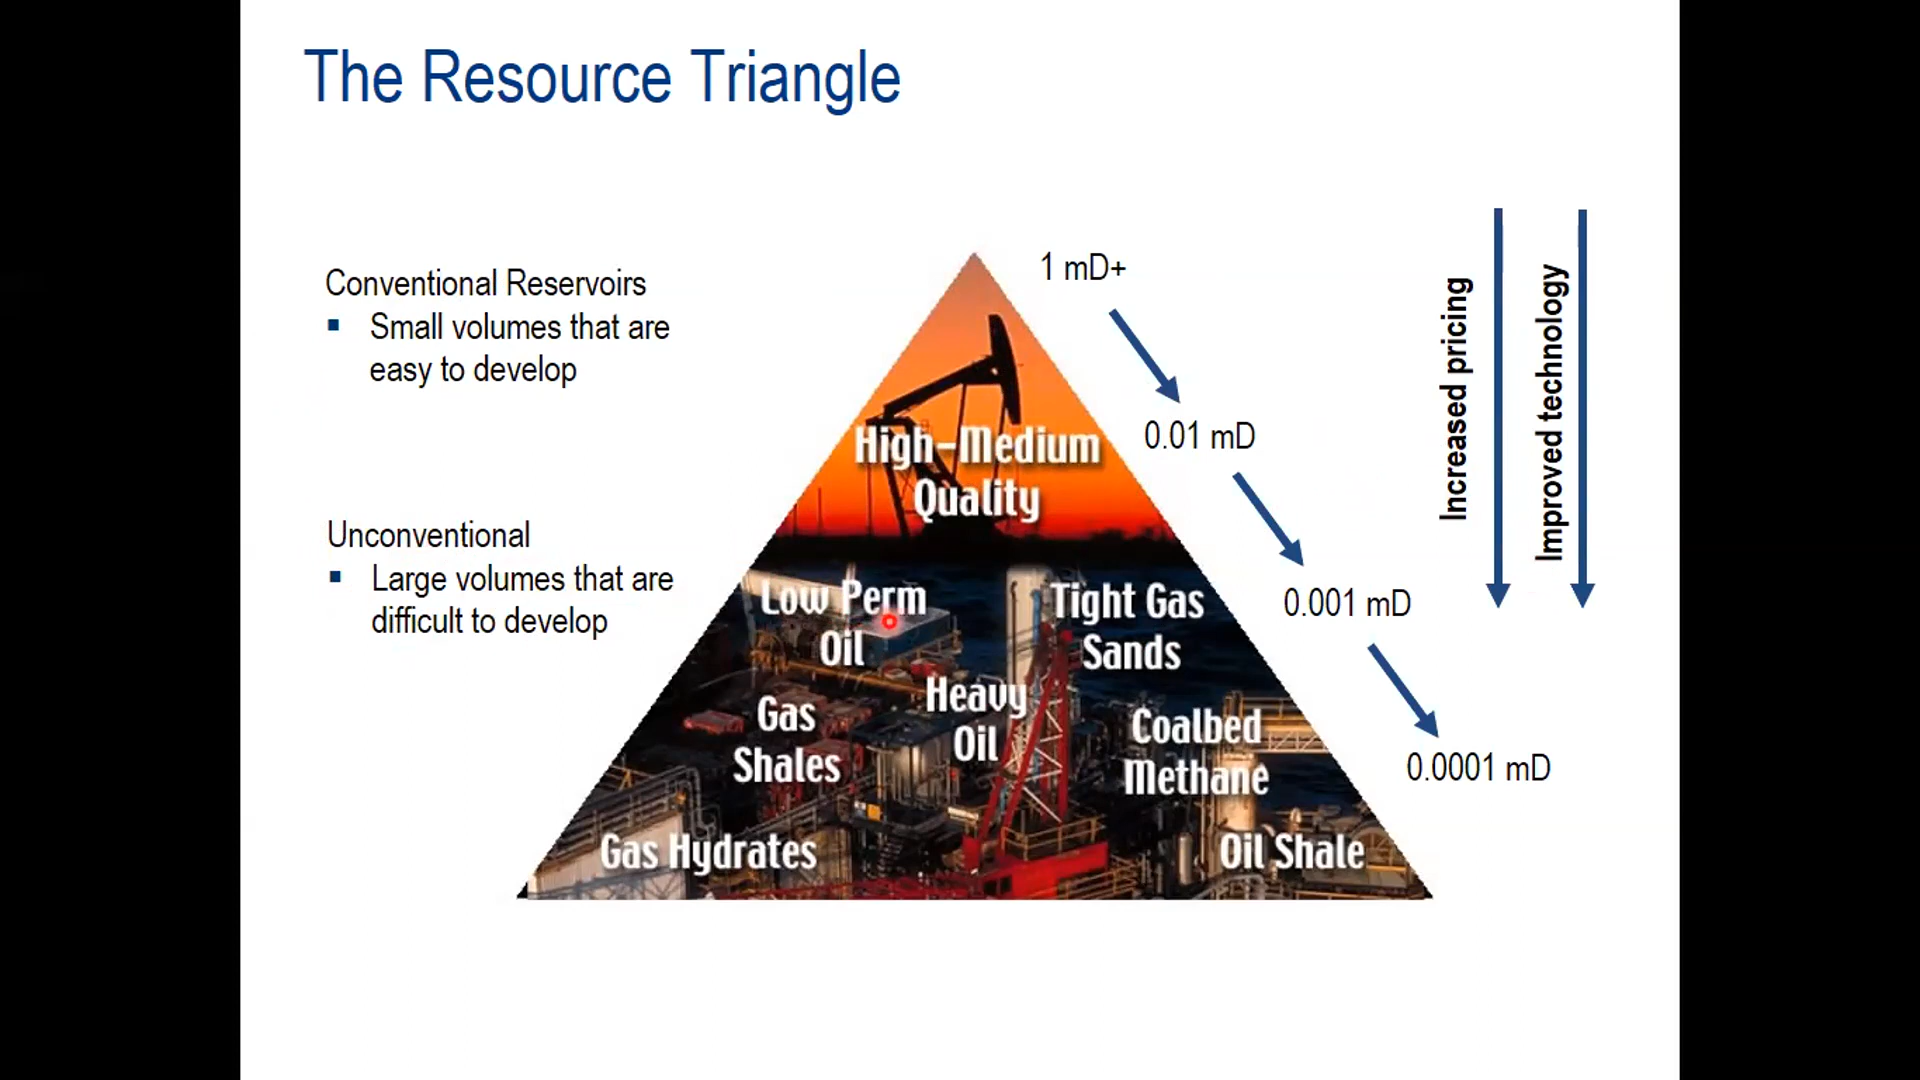 The Resource Triangle
Conventional Reservoirs
Small volumes that are
easy to develop
Unconventional
Large volumes that are
difficult to develop
High-Medium
Quality
Low Perm
Oil
Tight Gas
Sands
Gas
Shales
Heavy
Oil
Coalbed
Methane
Gas Hydrates
Oil Shale
1 mD+
0.01 mD
0.001 mD
0.0001 mD
Increased pricing
Improved technology